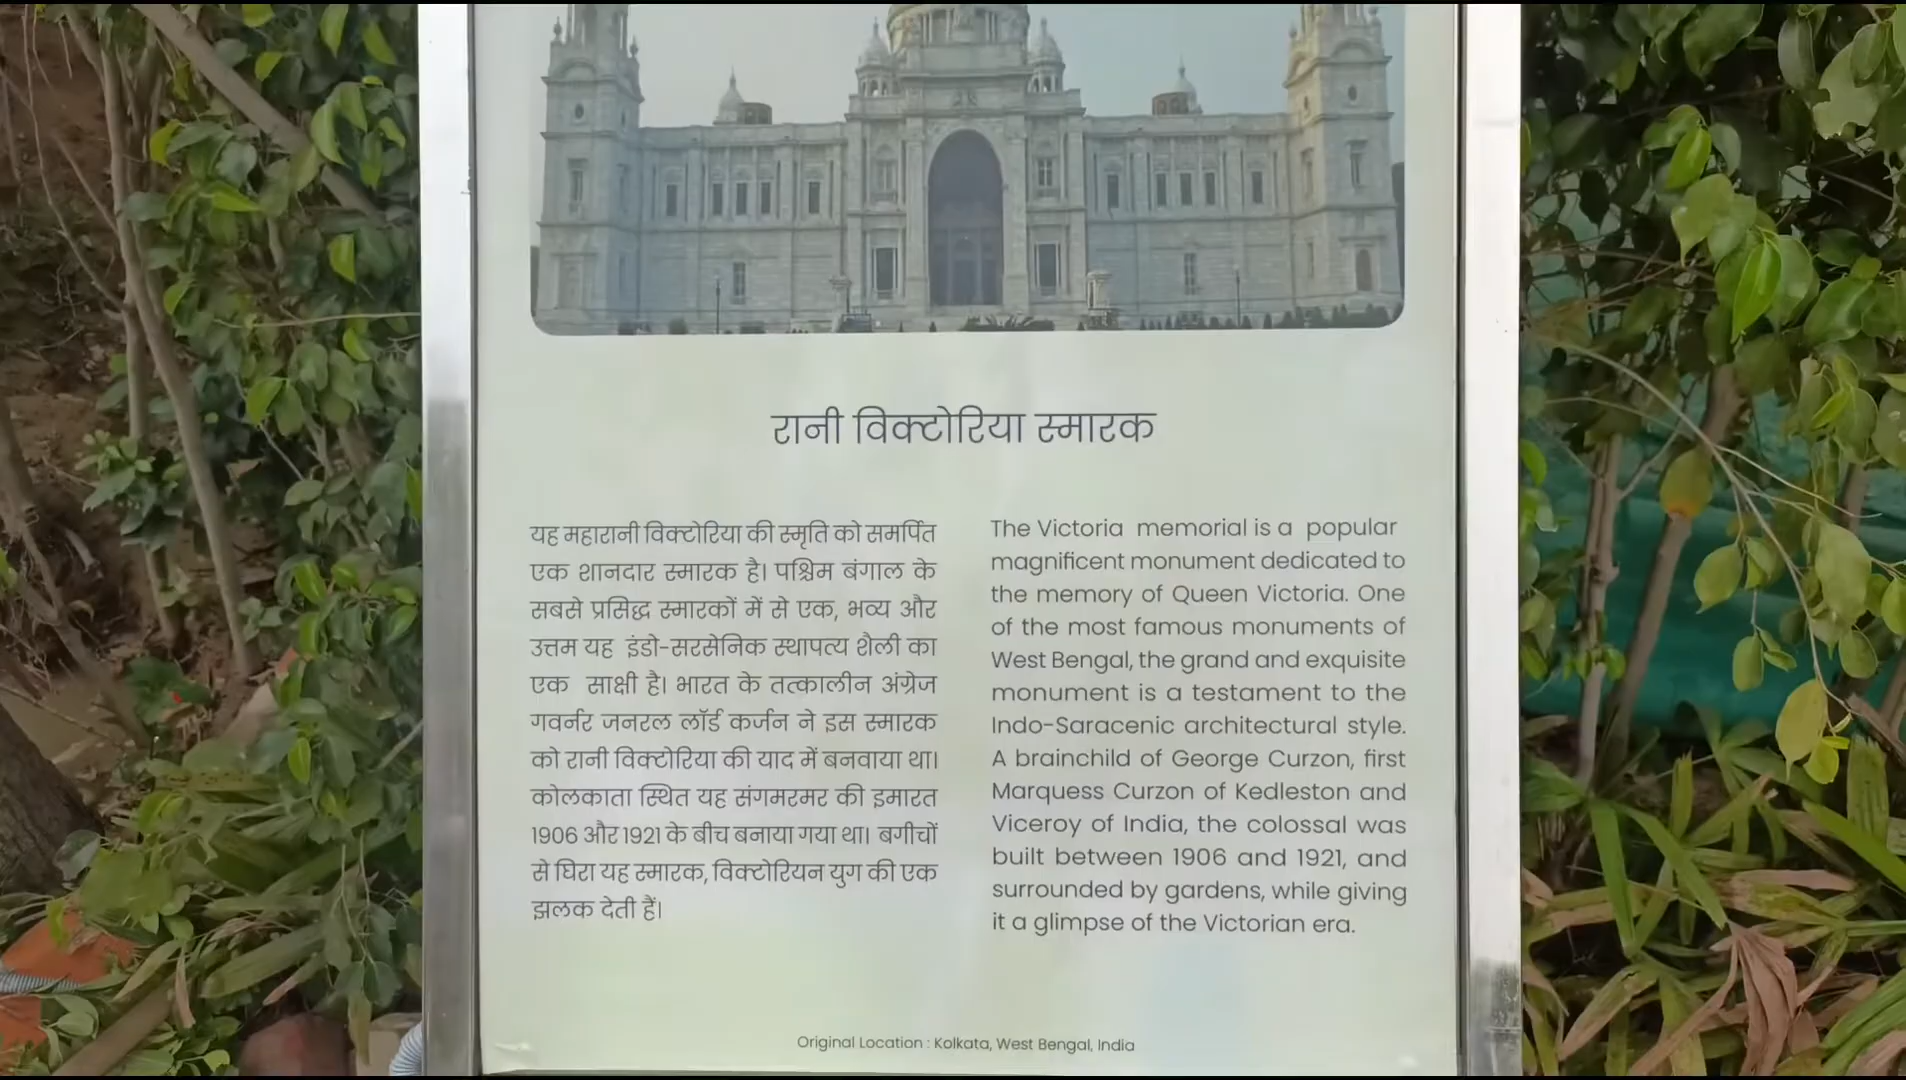 रानी विक्टोरिया स्मारक
यह महारानी विक्टोरिया की स्मृति को समर्पित
एक शानदार स्मारक है। पश्चिम बंगाल के
सबसे प्रसिद्ध स्मारकों में से एक, भव्य और
उत्तम यह इंडो-सरसेनिक स्थापत्य शैली का
एक साक्षी है। भारत के तत्कालीन अंग्रेज
गवर्नर जनरल लॉर्ड कर्जन ने इस स्मारक
को रानी विक्टोरिया की याद में बनवाया था।
कोलकाता स्थित यह संगमरमर की इमारत
1906 और 1921 के बीच बनाया गया था। बगीचों
से घिरा यह स्मारक, विक्टोरियन युग की एक
झलक देती हैं।
The Victoria memorial is a popular
magnificent monument dedicated to
the memory of Queen Victoria. One
of the most famous monuments of
West Bengal, the grand and exquisite
monument is a testament to the
Indo-Saracenic architectural style.
A brainchild of George Curzon, first
Marquess Curzon of Kedleston and
Viceroy of India, the colossal was
built between 1906 and 1921, and
surrounded by gardens, while giving
it a glimpse of the Victorian era.
Original Location : Kolkata, West Bengal, India